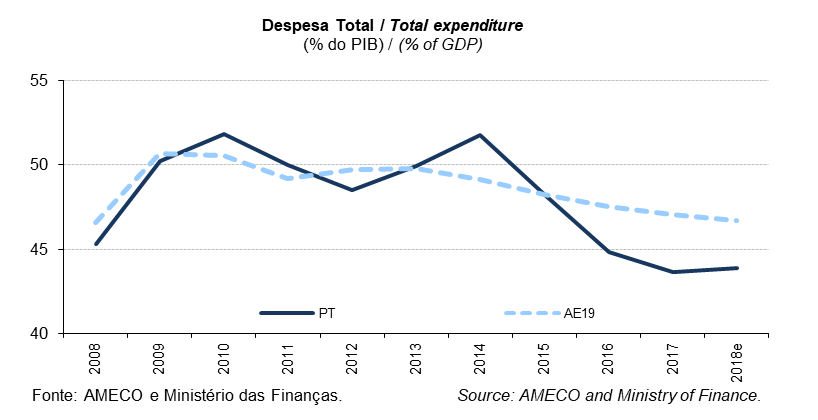 Despesa Total / Total expenditure
(% do PIB) / (% of GDP)
55
50
45
40
PT
AE19
2008
2009
2010
2011
2012
2013
2014
2015
2016
2017
2018e
Fonte: AMECO e Ministério das Finanças.
Source: AMECO and Ministry of Finance.